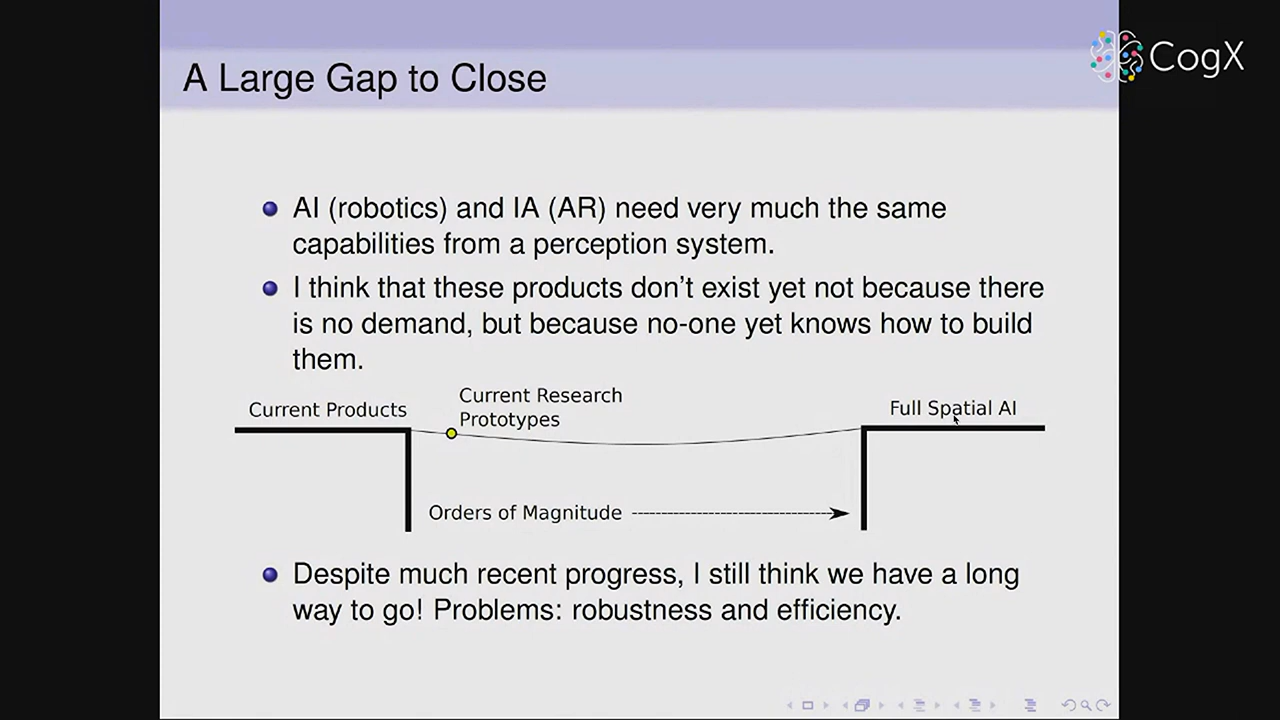 CogX
A Large Gap to Close
AI (robotics) and IA (AR) need very much the same
capabilities from a perception system.
I think that these products don't exist yet not because there
is no demand, but because no-one yet knows how to build
them.
Current Products
Current Research
Prototypes
Full Spatial AI
Orders of Magnitude
Despite much recent progress, I still think we have a long
way to go! Problems: robustness and efficiency.